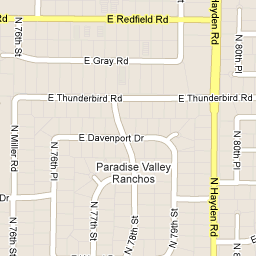 E Redfield Rd
N 76th St
N Hayden Rd
N 80th Pl
E Gray Rd
E Thunderbird Rd
E Thunderbird Rd
N Miller Rd
E Davenport Dr
N 76th Pl
N 80th Pl
Paradise Valley
Ranchos
Dr
N 76th St
N 77th St
N 78th St
N 79th St
N Hayden Rd